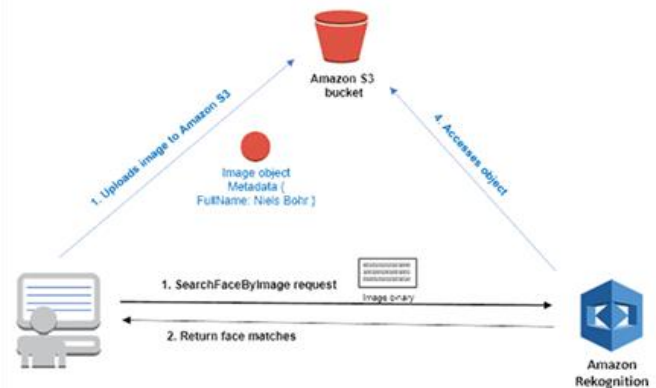 Amazon S3
bucket
1. Uploads image to Amazon S3
Image object
Metadata {
FullName: Niels Bohr }
4. Accesses object
1. SearchFaceByImage request
Image binary
2. Return face matches
Amazon
Rekognition